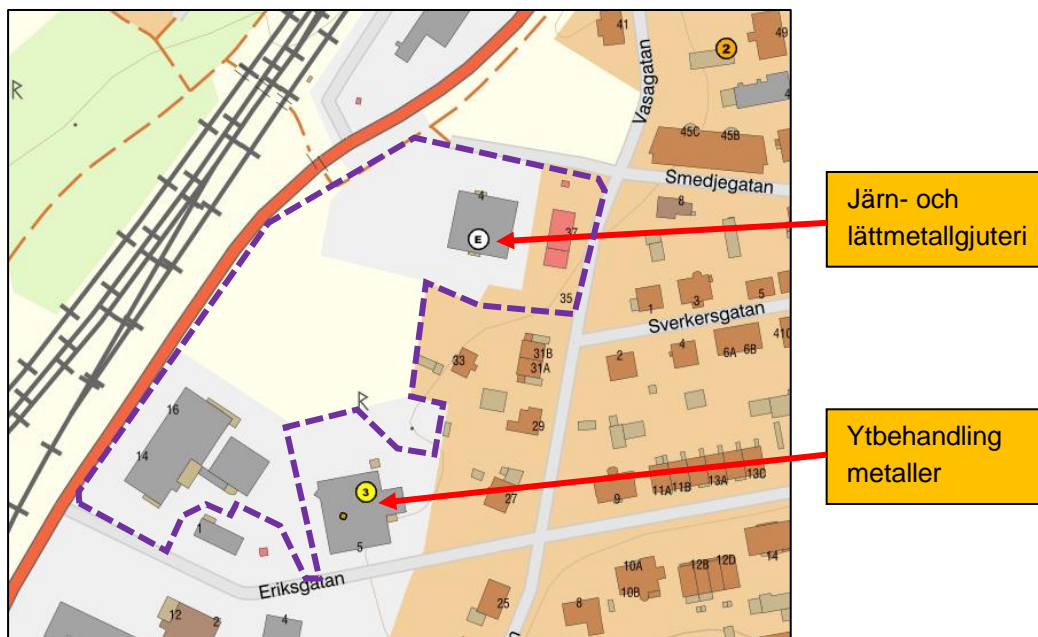 41
2
49
Vasagatan
45C
45B
Smedjegatan
4
8
E
37
Järn- och
lättmetallgjuteri
35
1
3
5
Sverkersgatan
33
31B
31A
2
4
6A
6B
410
16
14
29
3
27
9
11A
11B
13A
13C
Ytbehandling
metaller
1
5
Eriksgatan
10A
10B
12B
12D
14
25
8
12
2
4